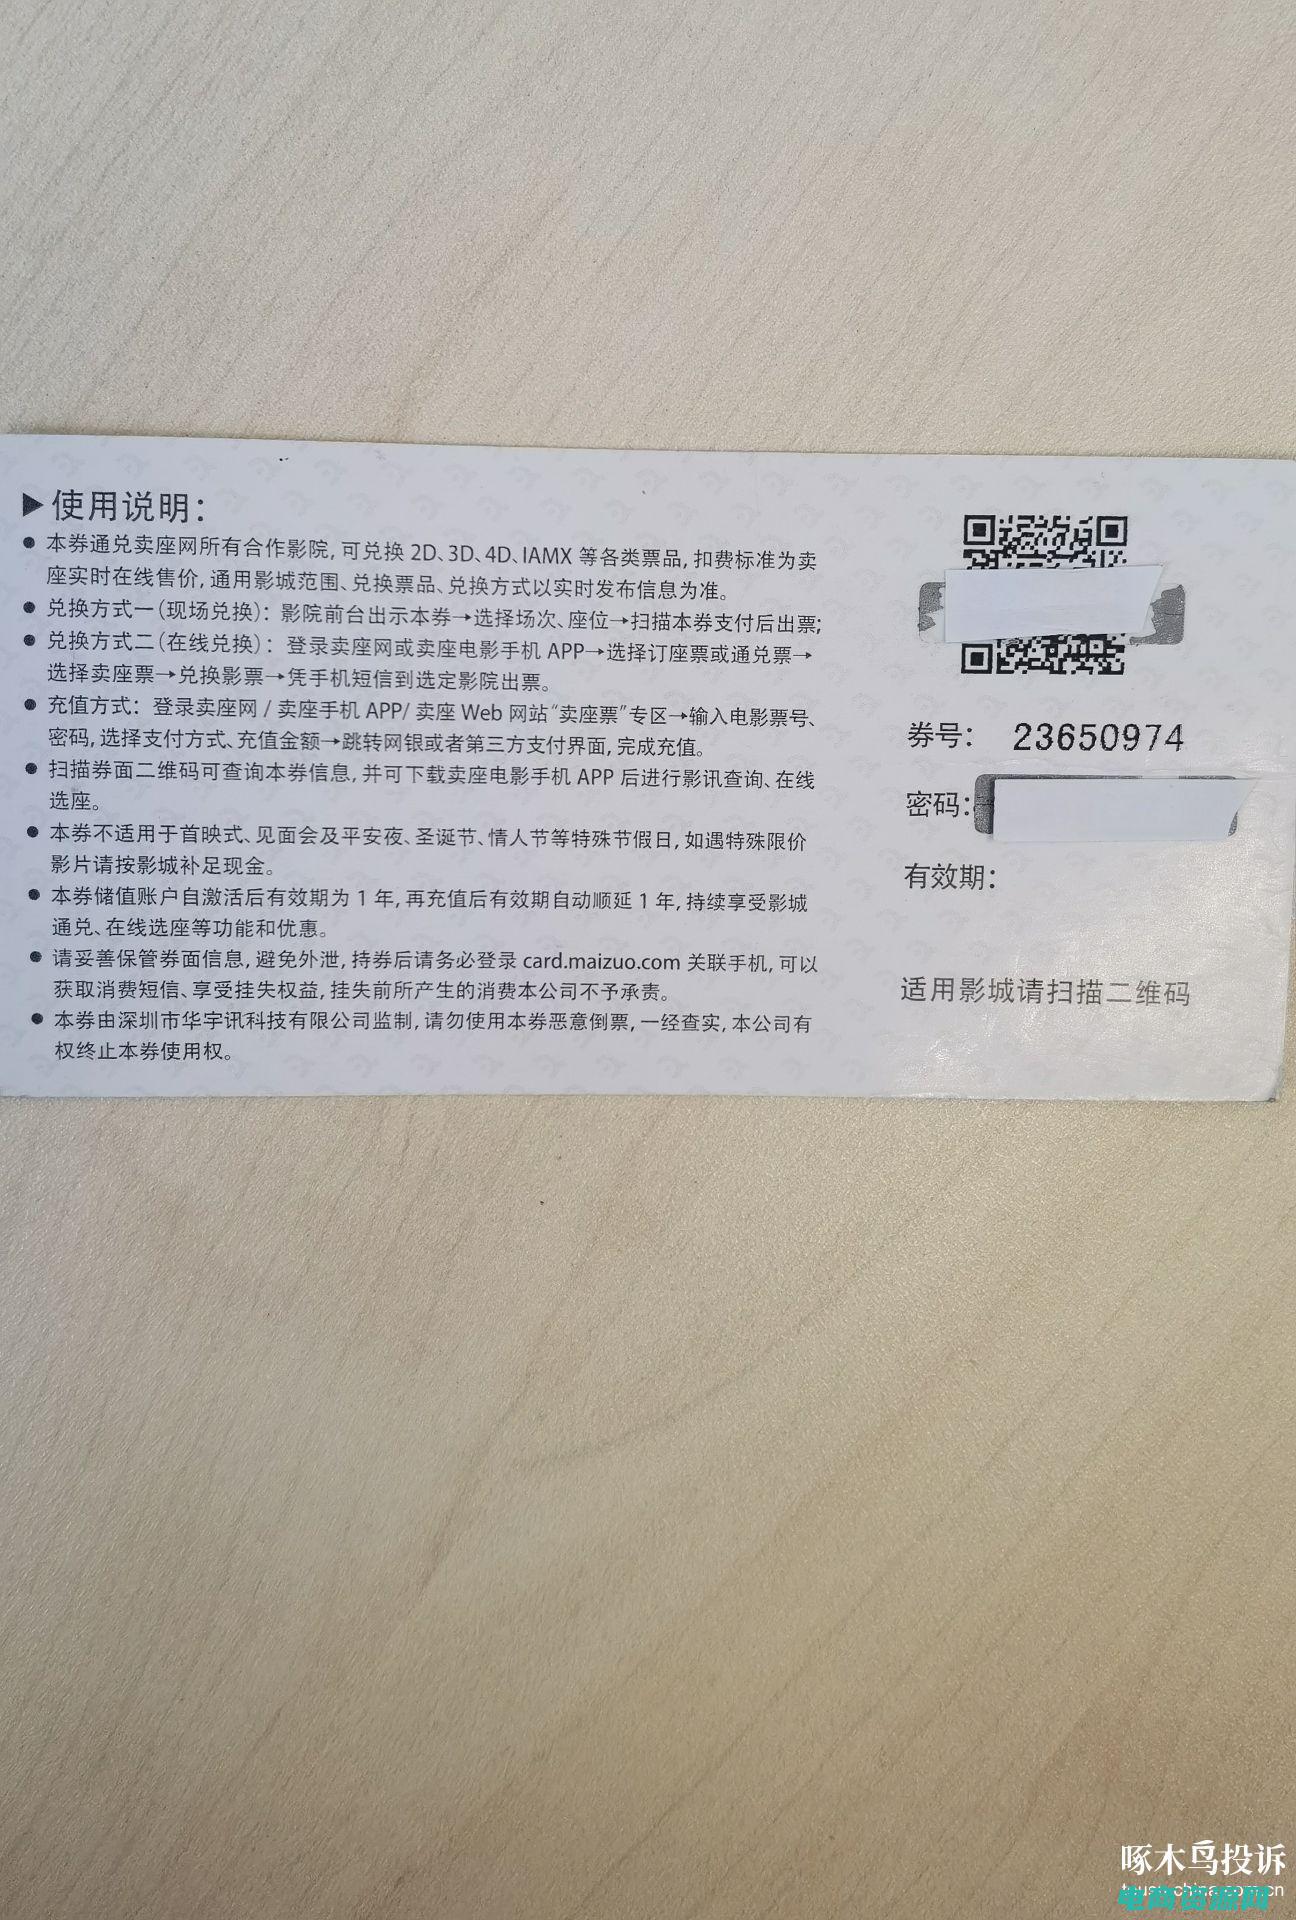 ▶使用说明：
● 本券通兑卖座网所有合作影院，可兑换 2D、3D、4D、IAMX 等各类票品，扣费标准为卖
座实时在线售价，通用影城范围、兑换票品、兑换方式以实时发布信息为准。
● 兑换方式一（现场兑换）：影院前台出示本券→选择场次、座位→扫描本券支付后出票；
● 兑换方式二（在线兑换）：登录卖座网或卖座电影手机 APP→选择订座票或通兑票→
选择卖座票→兑换影票→凭手机短信到选定影院出票。
● 充值方式：登录卖座网 / 卖座手机 APP/ 卖座 Web 网站“卖座票”专区→输入电影票号、
密码，选择支付方式、充值金额→跳转网银或者第三方支付界面，完成充值。
● 扫描券面二维码可查询本券信息，并可下载卖座电影手机 APP 后进行影讯查询、在线
选座。
● 本券不适用于首映式、见面会及平安夜、圣诞节、情人节等特殊节假日，如遇特殊限价
影片请按影城补足现金。
● 本券储值账户自激活后有效期为 1 年，再充值后有效期自动顺延 1 年，持续享受影城
通兑、在线选座等功能和优惠。
● 请妥善保管券面信息，避免外泄，持券后请务必登录 card.maizuo.com 关联手机，可以
获取消费短信、享受挂失权益，挂失前所产生的消费本公司不予承责。
● 本券由深圳市华宇讯科技有限公司监制，请勿使用本券恶意倒票，一经查实，本公司有
权终止本券使用权。
券号： 23650974
密码：
有效期：
适用影城请扫描二维码
啄木鸟投诉
电商资源网